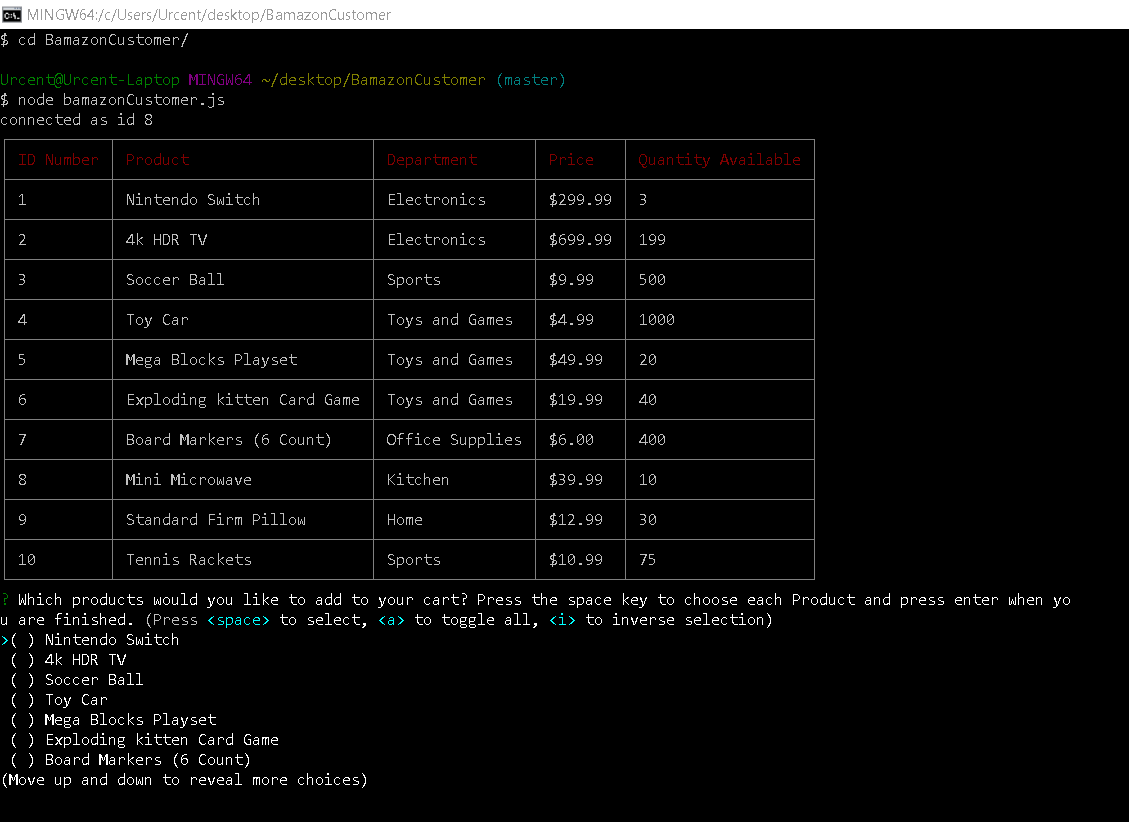 MINGW64:/c/Users/Urcent/desktop/BamazonCustomer
$ cd BamazonCustomer/
Urcent@Urcent-Laptop MINGW64 ~/desktop/BamazonCustomer (master)
$ node bamazonCustomer.js
connected as id 8
ID Number Product Department Price Quantity Available
1 Nintendo Switch Electronics $299.99 3
2 4k HDR TV Electronics $699.99 199
3 Soccer Ball Sports $9.99 500
4 Toy Car Toys and Games $4.99 1000
5 Mega Blocks Playset Toys and Games $49.99 20
6 Exploding kitten Card Game Toys and Games $19.99 40
7 Board Markers (6 Count) Office Supplies $6.00 400
8 Mini Microwave Kitchen $39.99 10
9 Standard Firm Pillow Home $12.99 30
10 Tennis Rackets Sports $10.99 75
? Which products would you like to add to your cart? Press the space key to choose each Product and press enter when yo
u are finished. (Press <space> to select, <a> to toggle all, <i> to inverse selection)
>( ) Nintendo Switch
( ) 4k HDR TV
( ) Soccer Ball
( ) Toy Car
( ) Mega Blocks Playset
( ) Exploding kitten Card Game
( ) Board Markers (6 Count)
(Move up and down to reveal more choices)